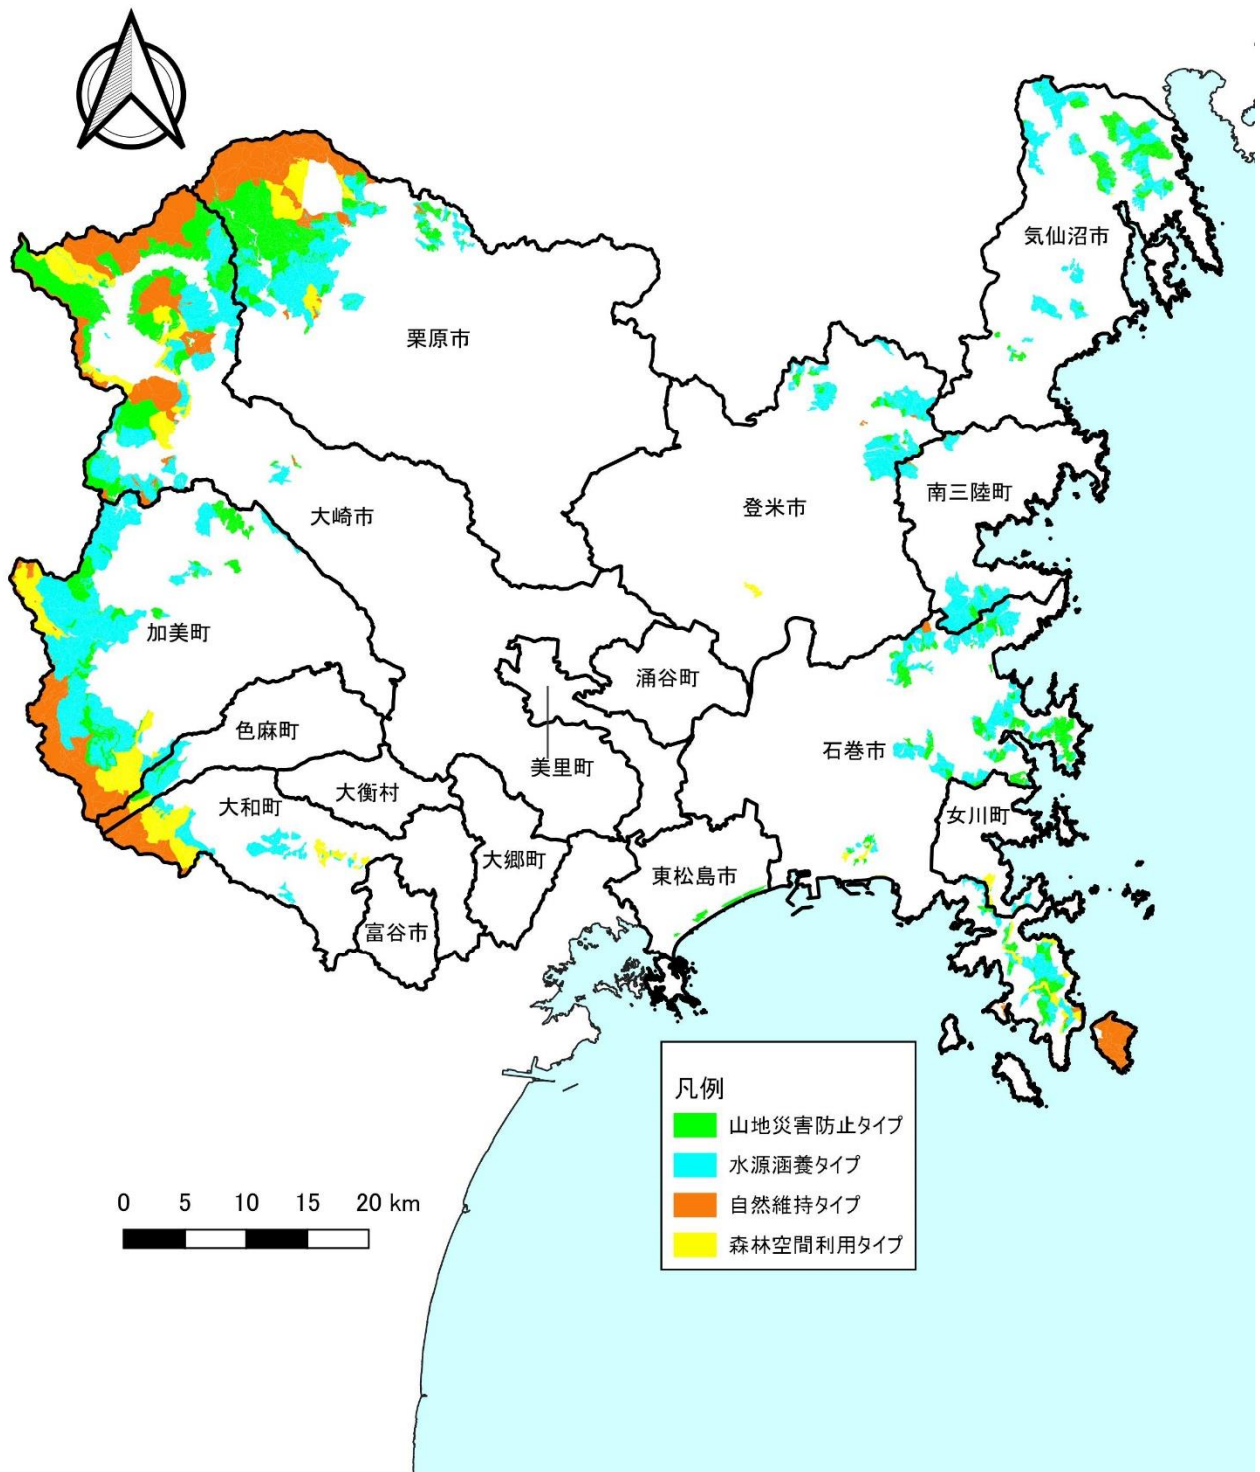 気仙沼市
栗原市
南三陸町
登米市
大崎市
加美町
涌谷町
色麻町
石巻市
美里町
大衡村
大和町
女川町
大郷町
東松島市
富谷市
凡例
山地災害防止タイプ
水源涵養タイプ
自然維持タイプ
森林空間利用タイプ
0 5 10 15 20 km